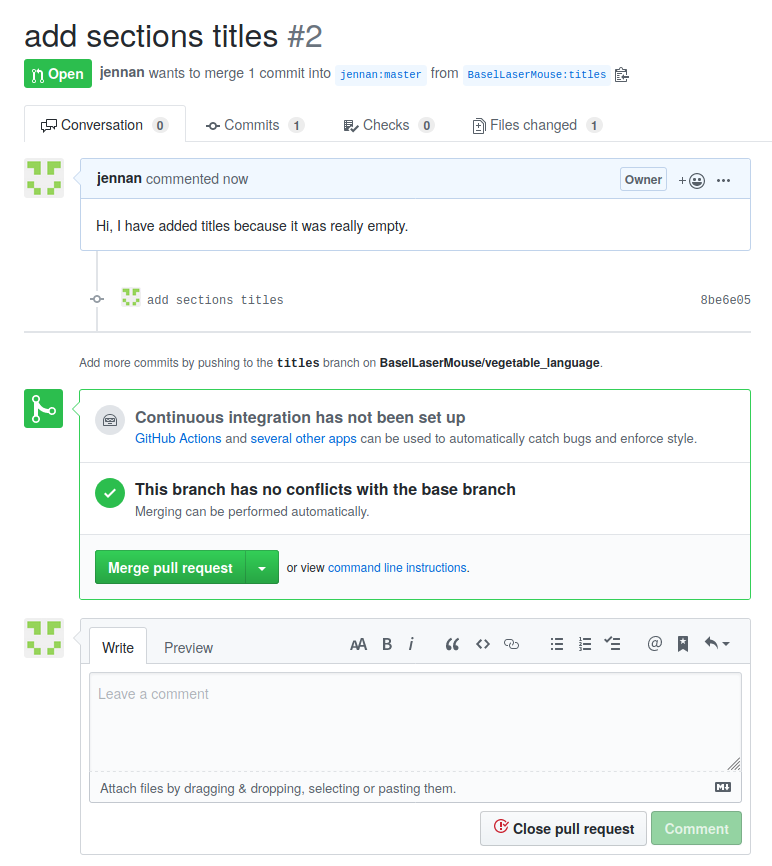 add sections titles #2
Open jennan wants to merge 1 commit into jennan:master from BaselLaserMouse:titles
Conversation 0 Commits 1 Checks 0 Files changed 1
jennan commented now Owner + ...
Hi, I have added titles because it was really empty.
add sections titles 8be6e05
Add more commits by pushing to the titles branch on BaselLaserMouse/vegetable_language.
Continuous integration has not been set up
GitHub Actions and several other apps can be used to automatically catch bugs and enforce style.
This branch has no conflicts with the base branch
Merging can be performed automatically.
Merge pull request or view command line instructions.
Write Preview AA B i “ <> @
Leave a comment
Attach files by dragging & dropping, selecting or pasting them. M
Close pull request Comment